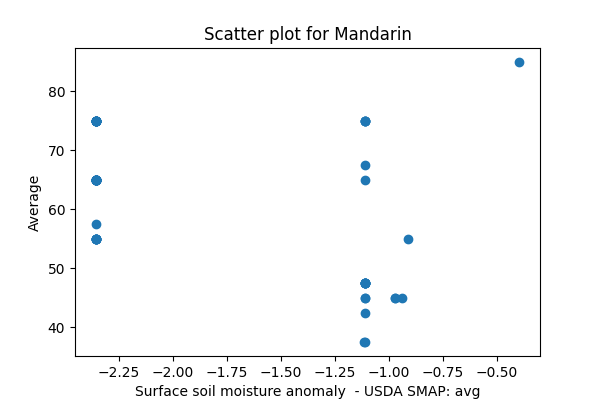 Scatter plot for Mandarin
80
70
60
50
40
Average
−2.25 −2.00 −1.75 −1.50 −1.25 −1.00 −0.75 −0.50
Surface soil moisture anomaly  - USDA SMAP: avg